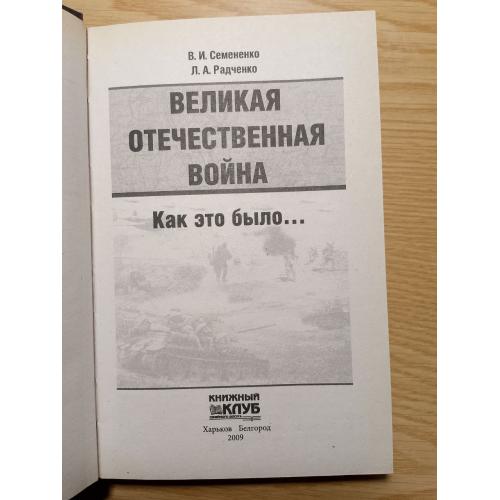 В. И. Семененко
Л. А. Радченко
ВЕЛИКАЯ
ОТЕЧЕСТВЕННАЯ
ВОЙНА
Как это было...
КНИЖНЫЙ
КЛУБ
Харьков Белгород
2009